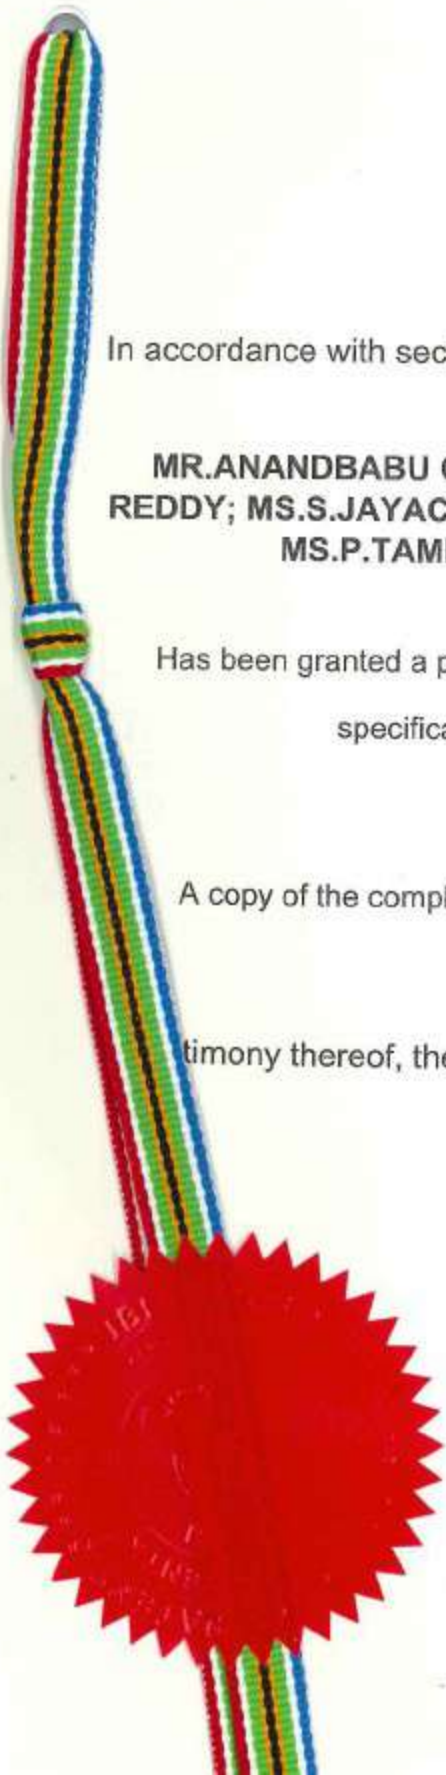 In accordance with sec
MR.ANANDBABU
REDDY; MS.S.JAYAC
MS.P.TAM
Has been granted a p
specifica
A copy of the compl
timony thereof, the